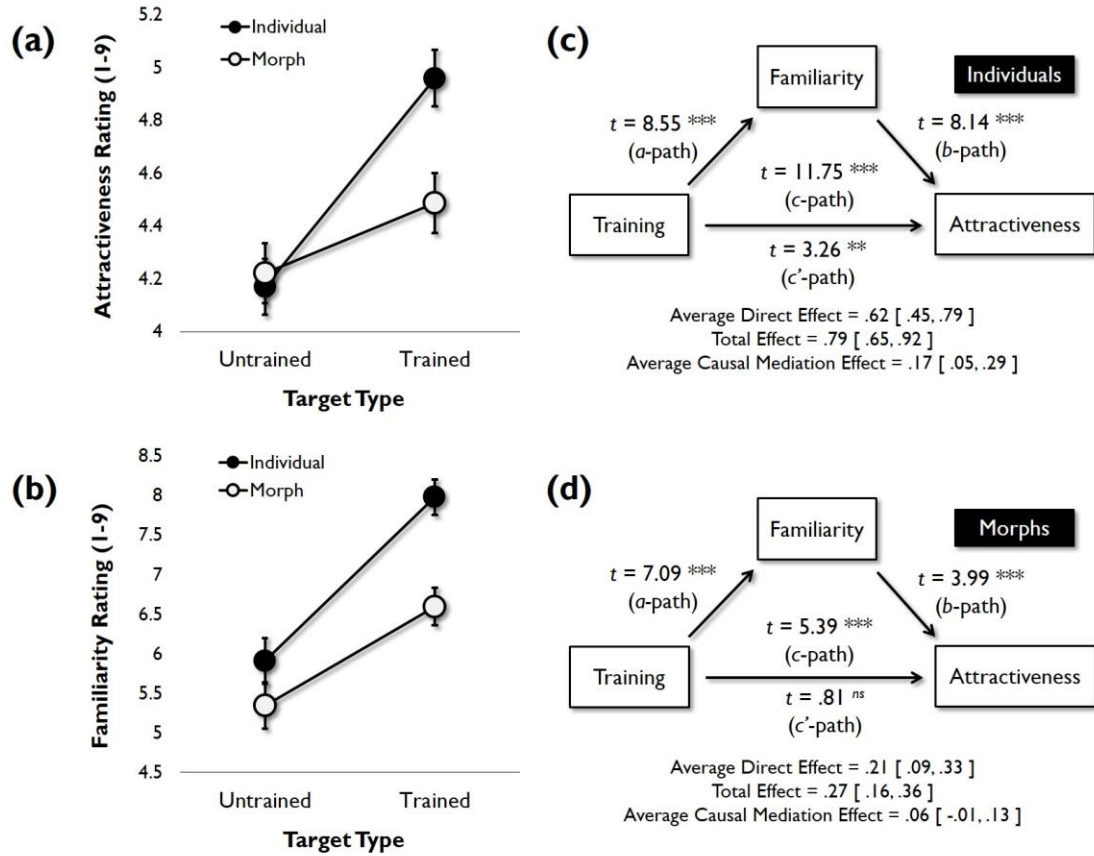 (a)
Attractiveness Rating (1-9)
5.2
5
4.8
4.6
4.4
4.2
4
Individual
Morph
Untrained
Trained
Target Type
(c)
Familiarity
Individuals
t = 8.55 ***
(a-path)
t = 8.14 ***
(b-path)
t = 11.75 ***
(c-path)
Training
Attractiveness
t = 3.26 **
(c'-path)
Average Direct Effect = .62 [ .45, .79 ]
Total Effect = .79 [ .65, .92 ]
Average Causal Mediation Effect = .17 [ .05, .29 ]
(b)
Familiarity Rating (1-9)
8.5
8
7.5
7
6.5
6
5.5
5
4.5
Individual
Morph
Untrained
Trained
Target Type
(d)
Familiarity
Morphs
t = 7.09 ***
(a-path)
t = 3.99 ***
(b-path)
t = 5.39 ***
(c-path)
Training
Attractiveness
t = .81 ns
(c'-path)
Average Direct Effect = .21 [ .09, .33 ]
Total Effect = .27 [ .16, .36 ]
Average Causal Mediation Effect = .06 [ -.01, .13 ]